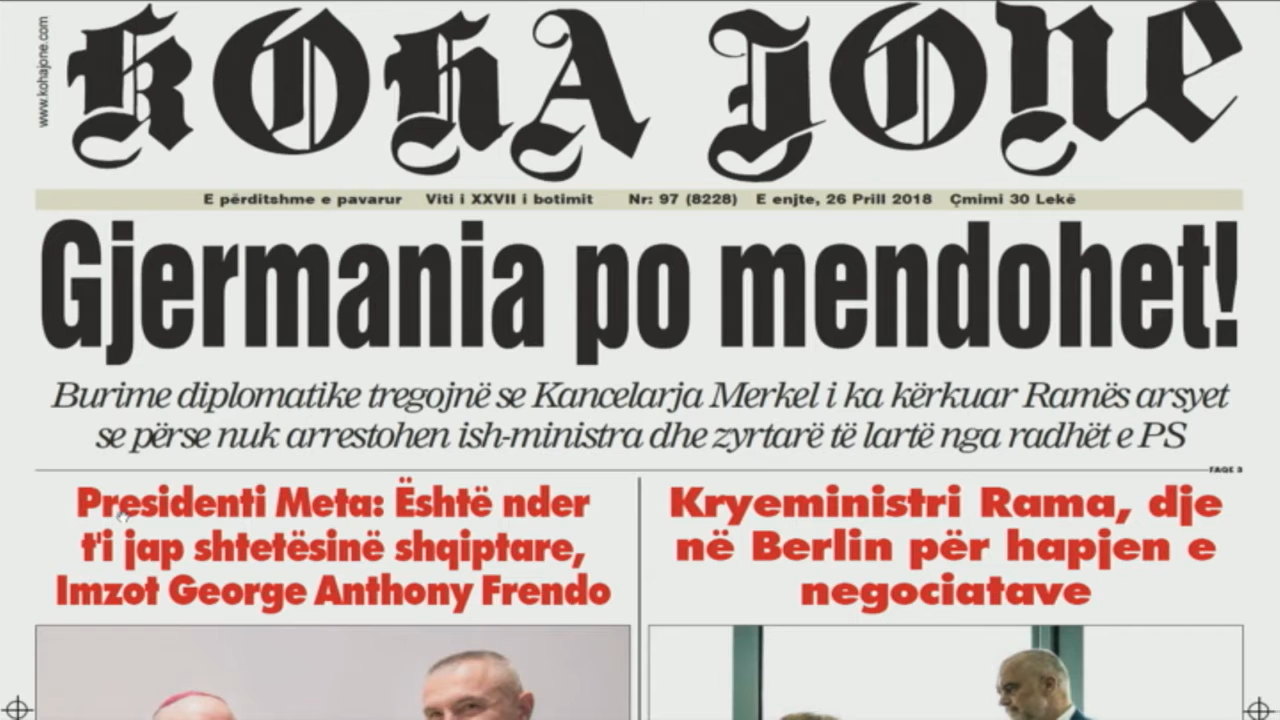 www.kohajone.com
KOHA JONE
E përditshme e pavarur Viti i XXVII i botimit Nr: 97 (8228) E enjte, 26 Prill 2018 Çmimi 30 Lekë
Gjermania po mendohet!
Burime diplomatike tregojnë se Kancelarja Merkel i ka kërkuar Ramës arsyet
se përse nuk arrestohen ish-ministra dhe zyrtarë të lartë nga radhët e PS
FAQE 3
Presidenti Meta: Është nder
t'i jap shtetësinë shqiptare,
Imzot George Anthony Frendo
Kryeministri Rama, dje
në Berlin për hapjen e
negociatave